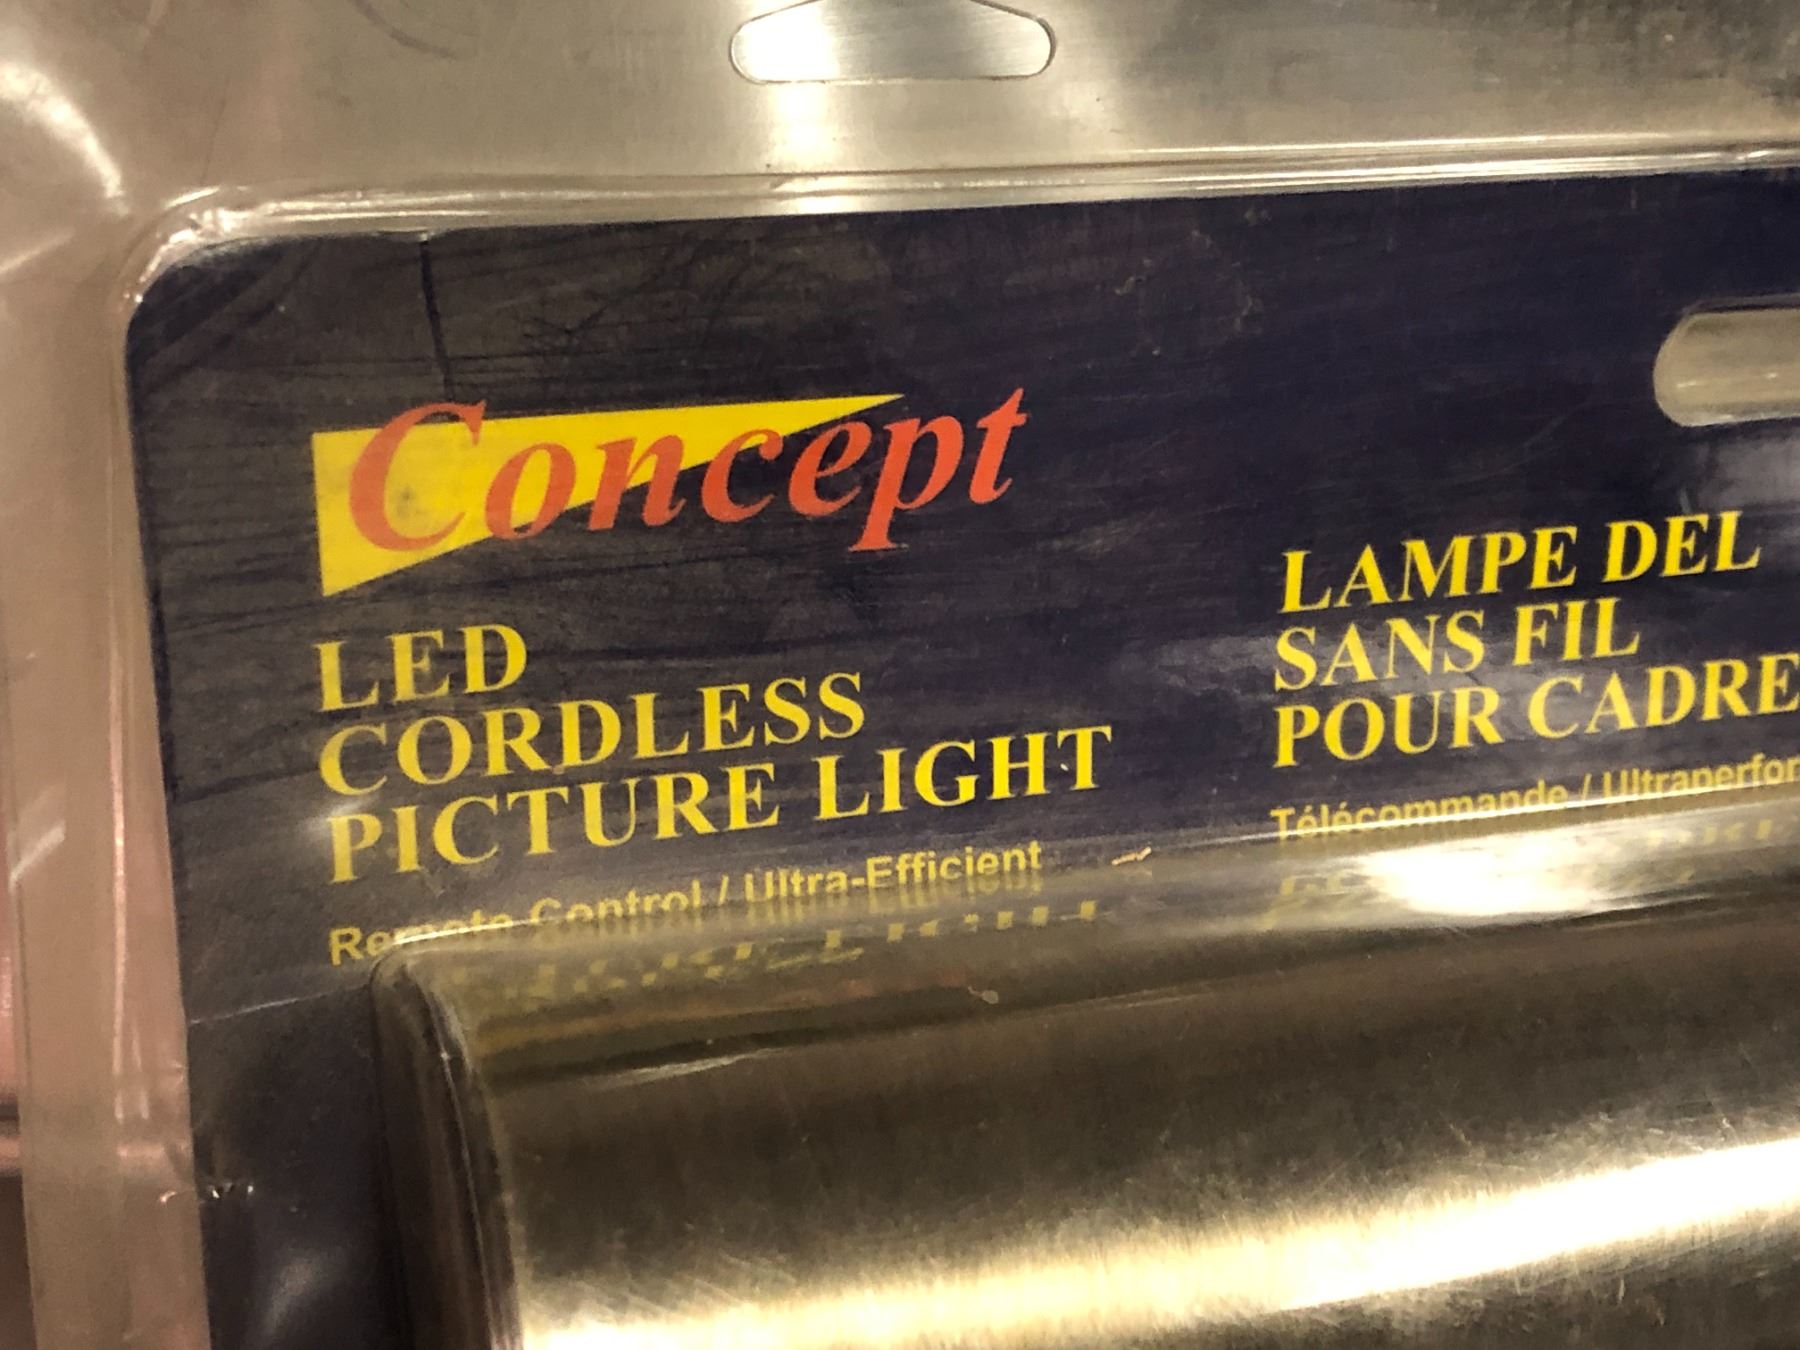 Concept
LED
CORDLESS
PICTURE LIGHT
Remote Control / Ultra-Efficient
LAMPE DEL
SANS FIL
POUR CADRE
Télécommande /